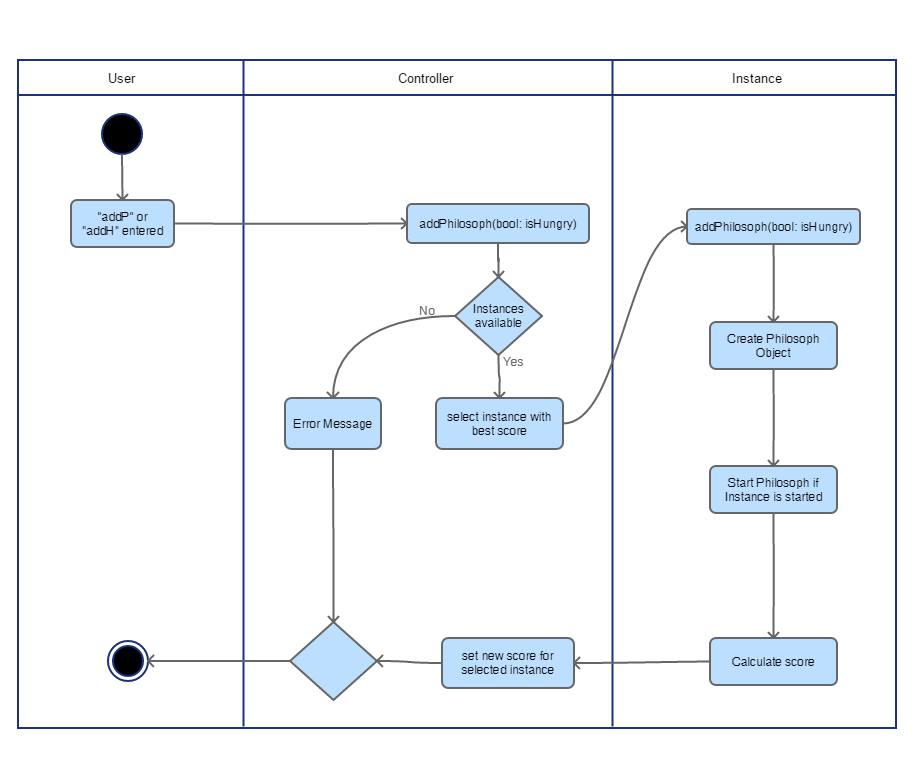 User
Controller
Instance
"addP" or
"addH" entered
addPhilosoph(bool: isHungry)
addPhilosoph(bool: isHungry)
Instances
available
No
Yes
Error Message
select instance with
best score
Create Philosoph
Object
Start Philosoph if
Instance is started
Calculate score
set new score for
selected instance